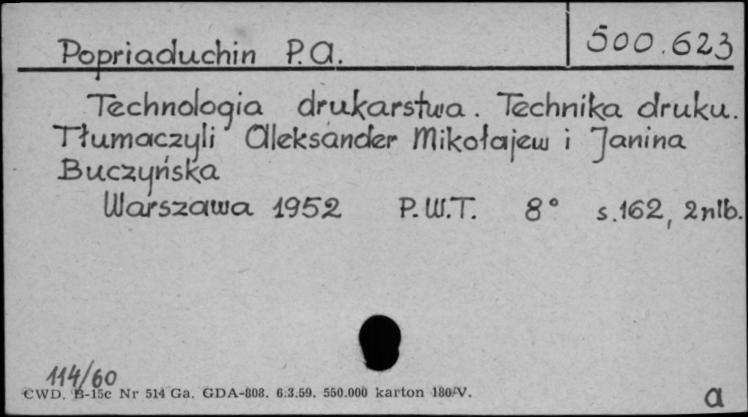 Popriaduchin P.A. 500.623
Technologia drukarstwa. Technika druku.
Tłumaczyli Aleksander Mikołajew i Janina
Buczyńska
Warszawa 1952 P.W.T. 8° s.162, 2nlb.
114/60
CWD. B-15c Nr 514 Ga. GDA-808. 6.3.59. 550.000 karton 180/V.
a